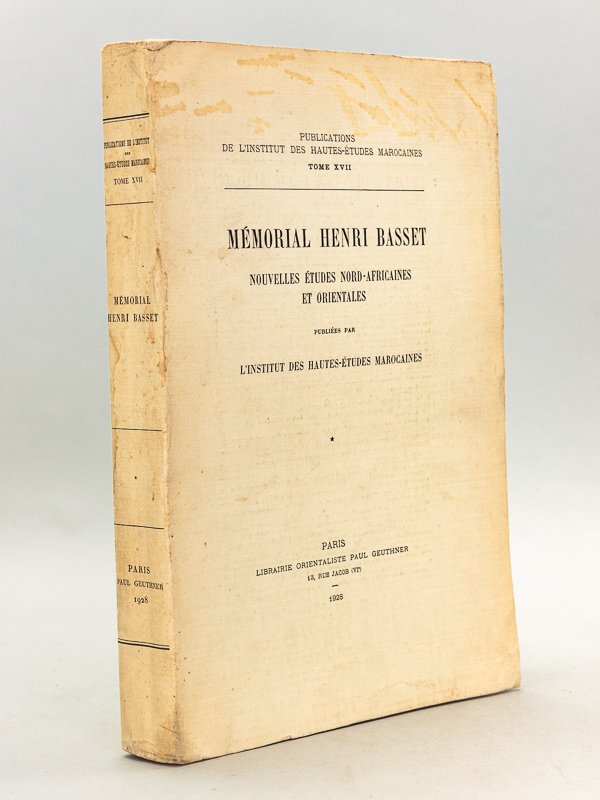 PUBLICATIONS DE L'INSTITUT
DES
HAUTES-ÉTUDES MAROCAINES
TOME XVII
MÉMORIAL
HENRI BASSET
*
PARIS
PAUL GEUTHNER
1928
PUBLICATIONS
DE L'INSTITUT DES HAUTES-ÉTUDES MAROCAINES
TOME XVII
MÉMORIAL HENRI BASSET
NOUVELLES ÉTUDES NORD-AFRICAINES
ET ORIENTALES
PUBLIÉES PAR
L'INSTITUT DES HAUTES-ÉTUDES MAROCAINES
*
PARIS
LIBRAIRIE ORIENTALISTE PAUL GEUTHNER
13, RUE JACOB (VIᵉ)
1928